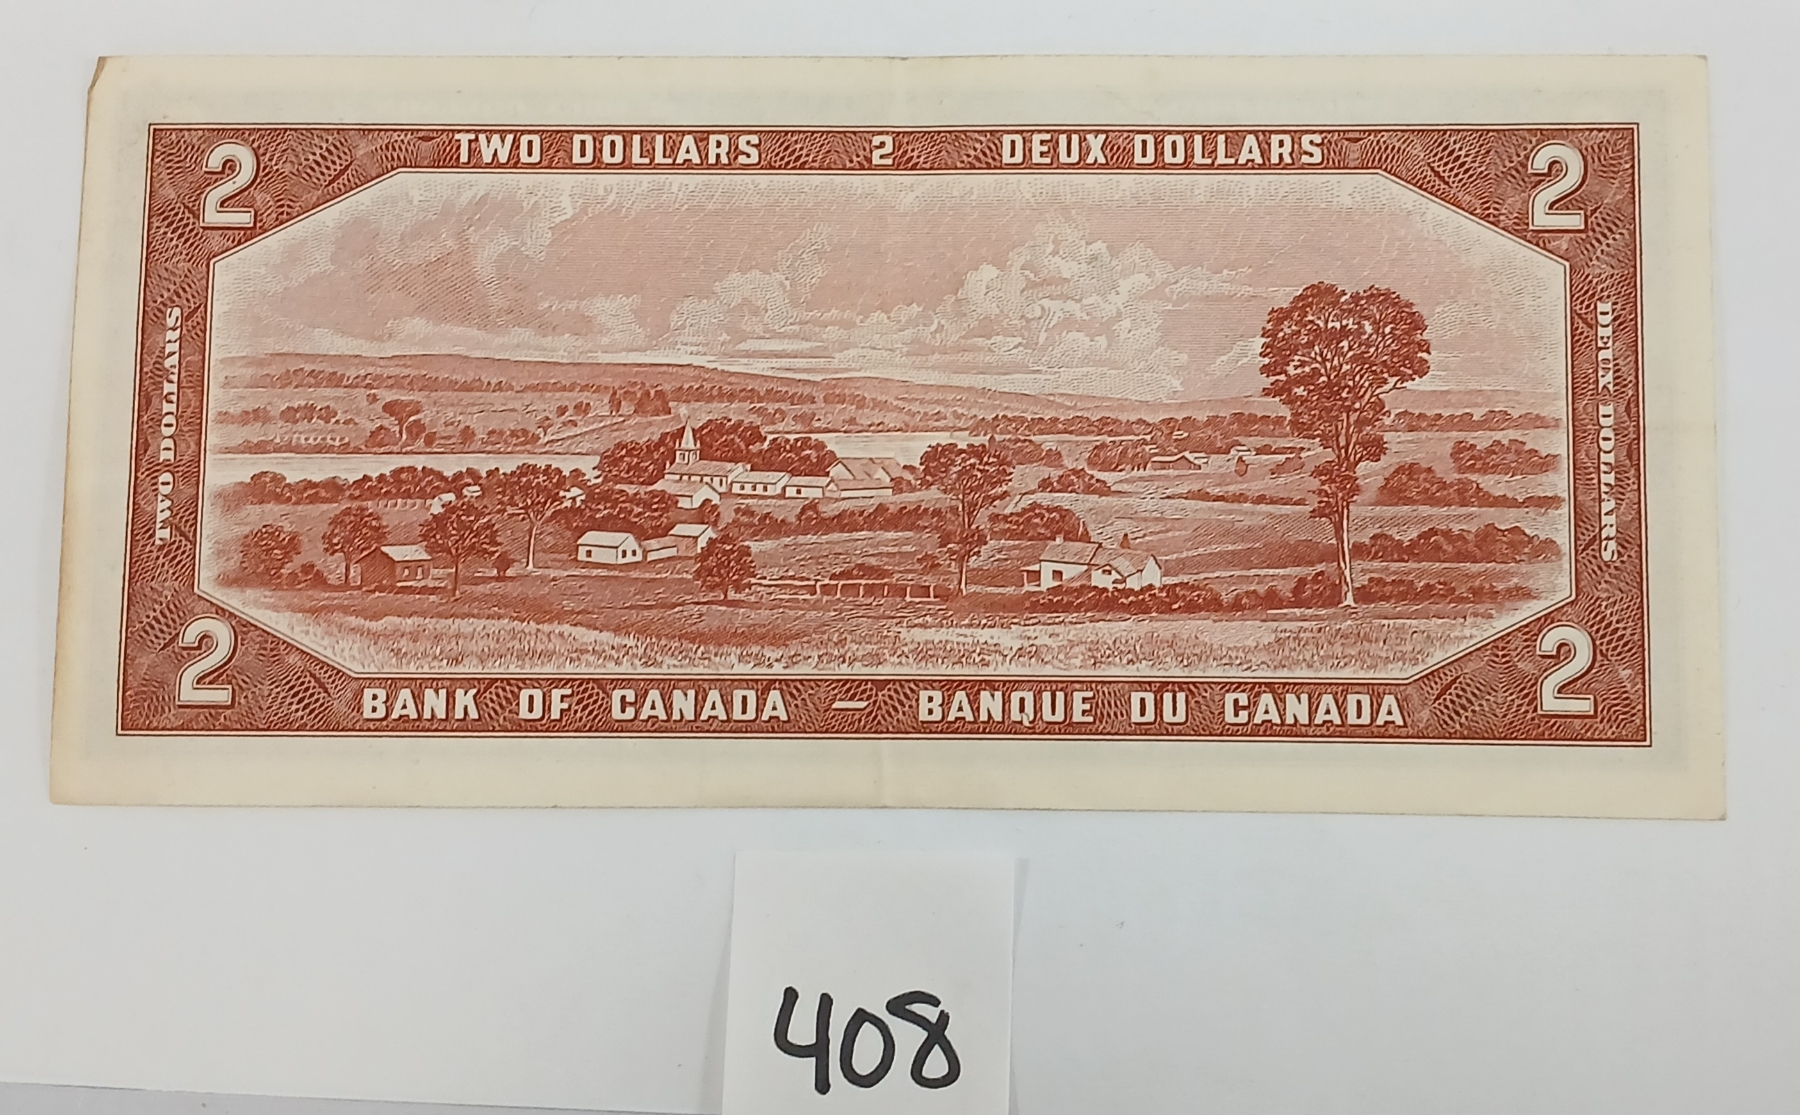 TWO DOLLARS 2 DEUX DOLLARS
2 2
TWO DOLLARS
DEUX DOLLARS
2 2
BANK OF CANADA – BANQUE DU CANADA
408